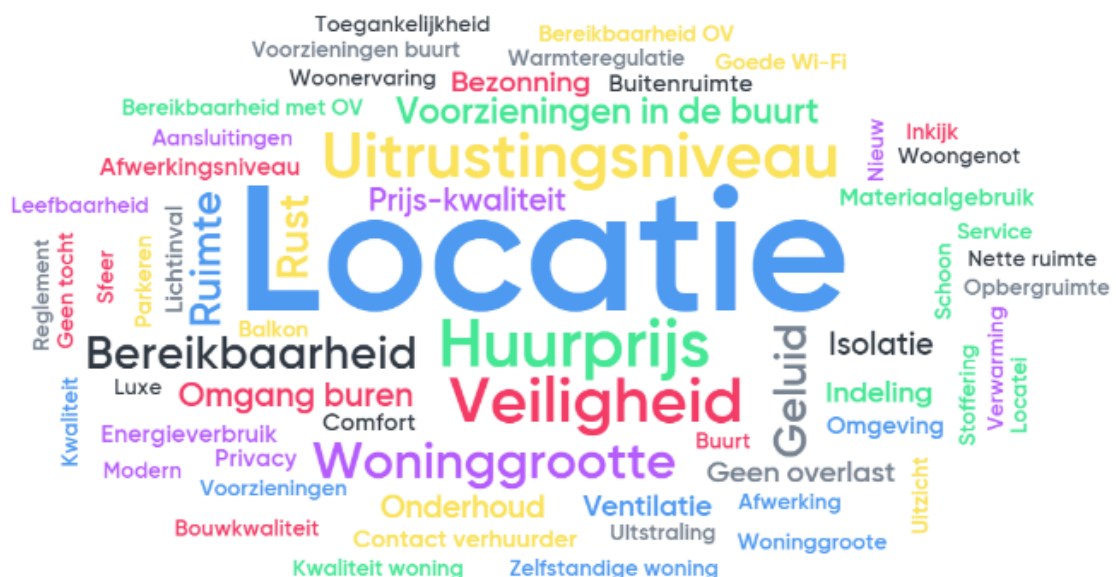 Toegankelijkheid
Bereikbaarheid OV
Voorzieningen buurt
Warmteregulatie
Goede Wi-Fi
Woonervaring
Bezonning
Buitenruimte
Bereikbaarheid met OV
Voorzieningen in de buurt
Aansluitingen
Uitrustingsniveau
Nieuw
Inkijk
Afwerkingsniveau
Woongenot
Leefbaarheid
Ruimte
Rust
Prijs-kwaliteit
Materiaalgebruik
Locatie
Service
Reglement
Geen tocht
Sfeer
Parkeren
Lichtinval
Schoon
Nette ruimte
Opbergruimte
Balkon
Bereikbaarheid
Huurprijs
Geluid
Isolatie
Stoffering
Verwarming
Locatei
Kwaliteit
Luxe
Omgang buren
Veiligheid
Indeling
Comfort
Omgeving
Energieverbruik
Buurt
Modern
Privacy
Woninggrootte
Geen overlast
Uitzicht
Voorzieningen
Onderhoud
Ventilatie
Afwerking
Bouwkwaliteit
Contact verhuurder
UItstraling
Woninggroote
Kwaliteit woning
Zelfstandige woning